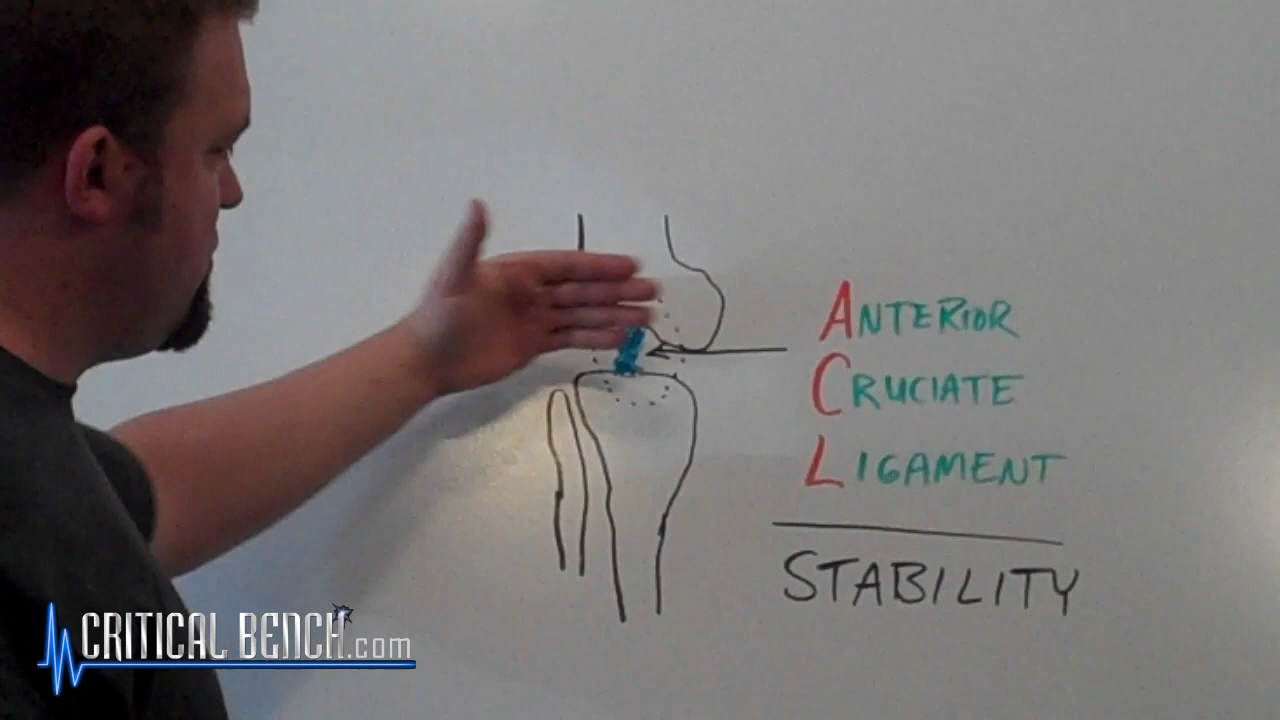 ANTERIOR
CRUCIATE
LIGAMENT
STABILITY
CRITICAL BENCH.com